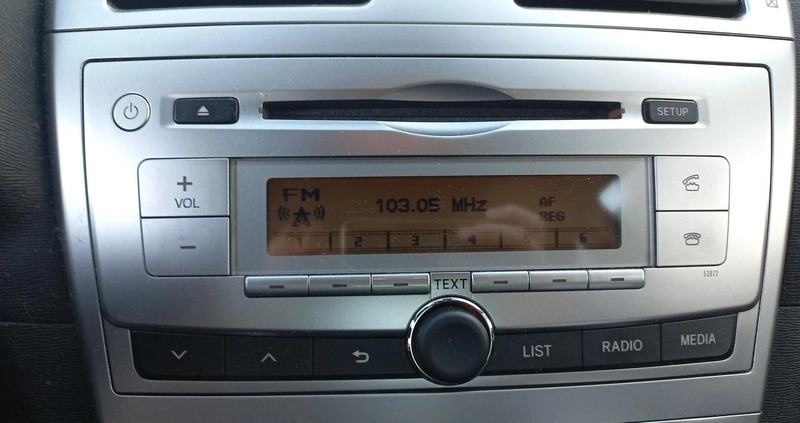 SETUP
+
VOL
−
FM
103.05 MHz
AF
REG
1 2 3 4 5 6
53872
TEXT
LIST RADIO MEDIA